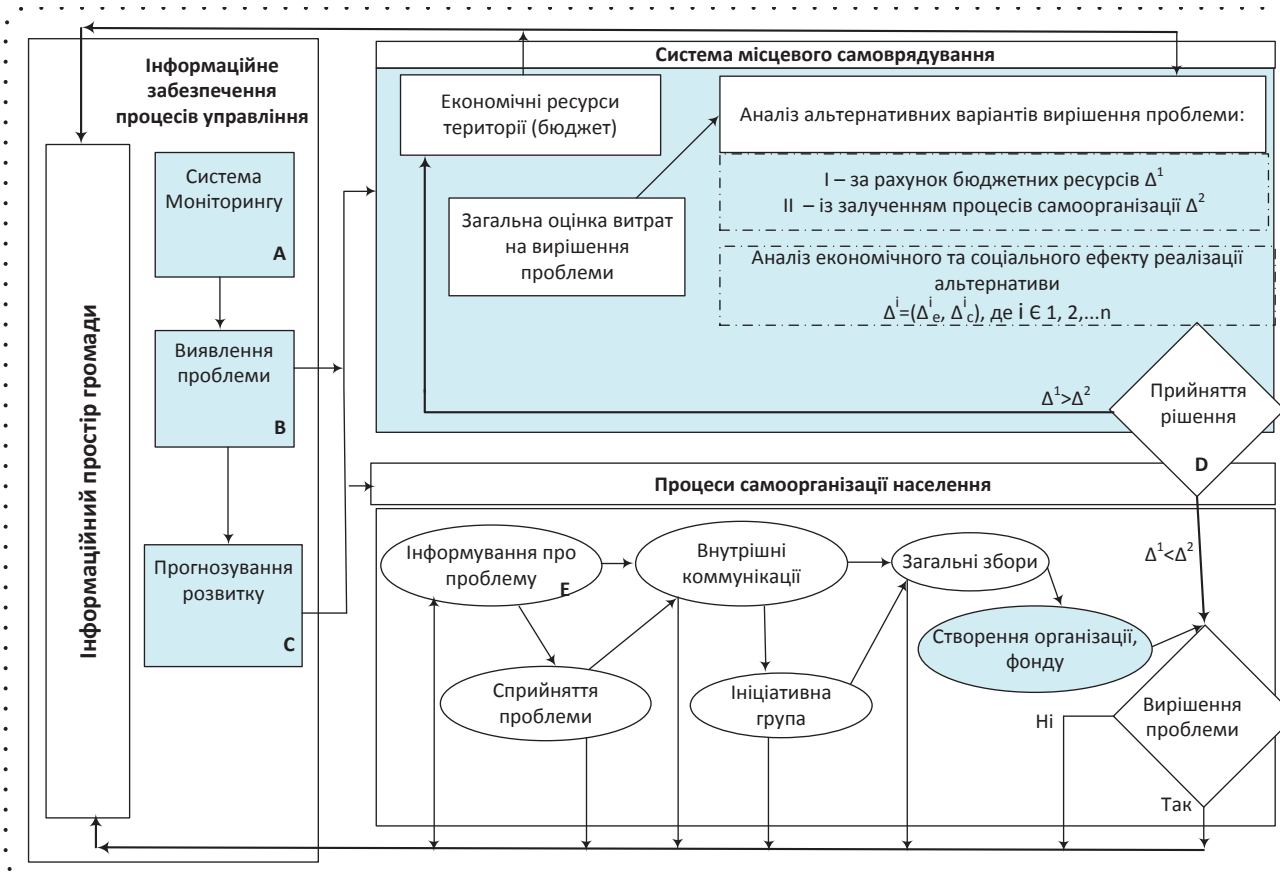 Інформаційне
забезпечення
процесів управління
Інформаційний простір громади
Система
Моніторингу
A
Виявлення
проблеми
B
Прогнозування
розвитку
C
Система місцевого самоврядування
Економічні ресурси
території (бюджет)
Загальна оцінка витрат
на вирішення
проблеми
Аналіз альтернативних варіантів вирішення проблеми:
I – за рахунок бюджетних ресурсів Δ¹
II – із залученням процесів самоорганізації Δ²
Аналіз економічного та соціального ефекту реалізації
альтернативи
Δⁱ=(Δⁱₑ, Δⁱc), де i Є 1, 2,...n
Δ¹>Δ²
Прийняття
рішення
D
Процеси самоорганізації населення
Інформування про
проблему
E
Внутрішні
коммунікації
Загальні збори
Δ¹<Δ²
Створення організації,
фонду
Сприйняття
проблеми
Ініціативна
група
Ні
Вирішення
проблеми
Так